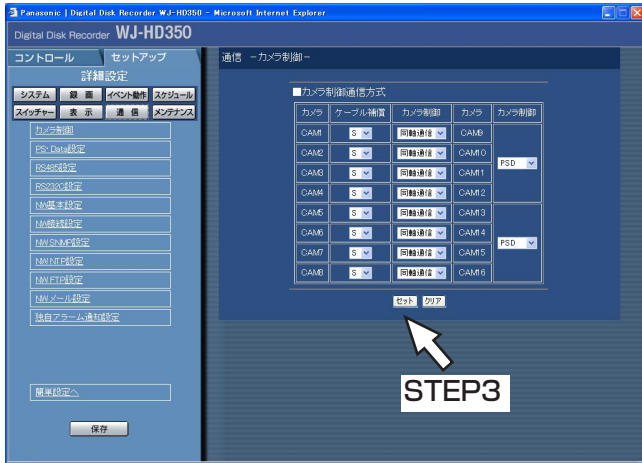 Panasonic | Digital Disk Recorder WJ-HD350 - Microsoft Internet Explorer
Digital Disk Recorder WJ-HD350
コントロール セットアップ 通信 －カメラ制御－
詳細設定
システム 録 画 イベント動作 スケジュール
スイッチャー 表 示 通 信 メンテナンス
カメラ制御
PS・Data設定
RS485設定
RS232C設定
NW基本設定
NW接続設定
NW SNMP設定
NW NTP設定
NW FTP設定
NWメール設定
独自アラーム通知設定
簡単設定へ
保存
■カメラ制御通信方式
カメラ ケーブル補償 カメラ制御 カメラ カメラ制御
CAM1 S 同軸通信 CAM9 PSD
CAM2 S 同軸通信 CAM10
CAM3 S 同軸通信 CAM11
CAM4 S 同軸通信 CAM12
CAM5 S 同軸通信 CAM13 PSD
CAM6 S 同軸通信 CAM14
CAM7 S 同軸通信 CAM15
CAM8 S 同軸通信 CAM16
セット クリア
STEP3